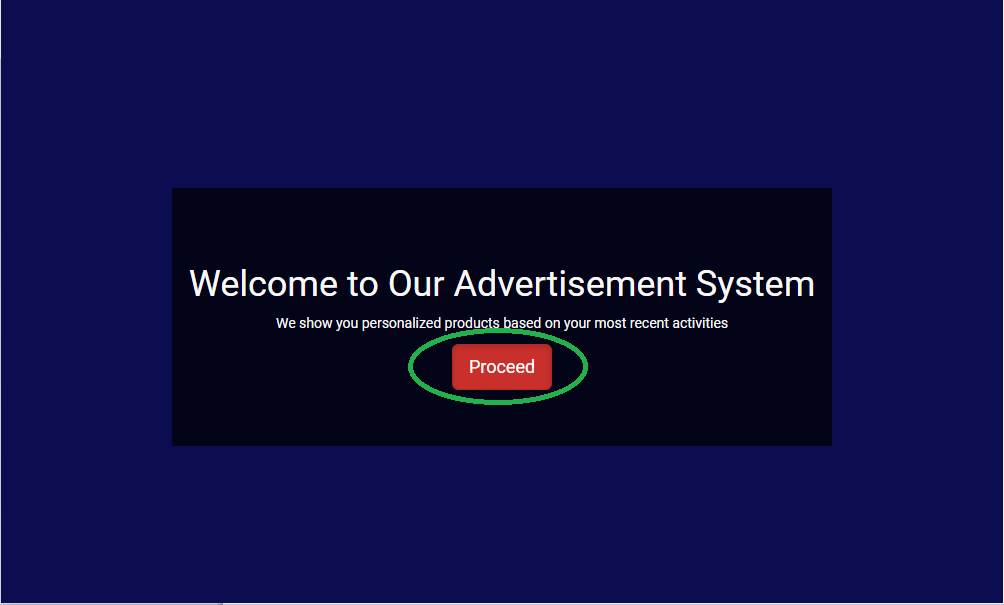 Welcome to Our Advertisement System
We show you personalized products based on your most recent activities
Proceed